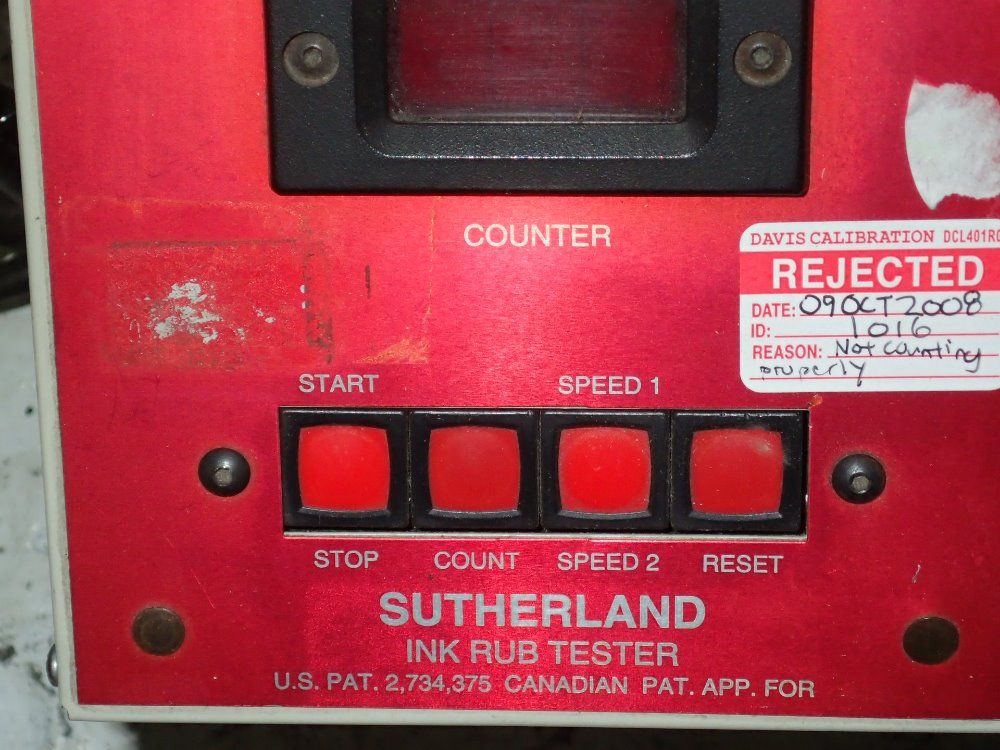 COUNTER
DAVIS CALIBRATION DCL401RC
REJECTED
DATE: 09OCT2008
ID: 1016
REASON: Not counting
properly
START SPEED 1
STOP COUNT SPEED 2 RESET
SUTHERLAND
INK RUB TESTER
U.S. PAT. 2,734,375 CANADIAN PAT. APP. FOR